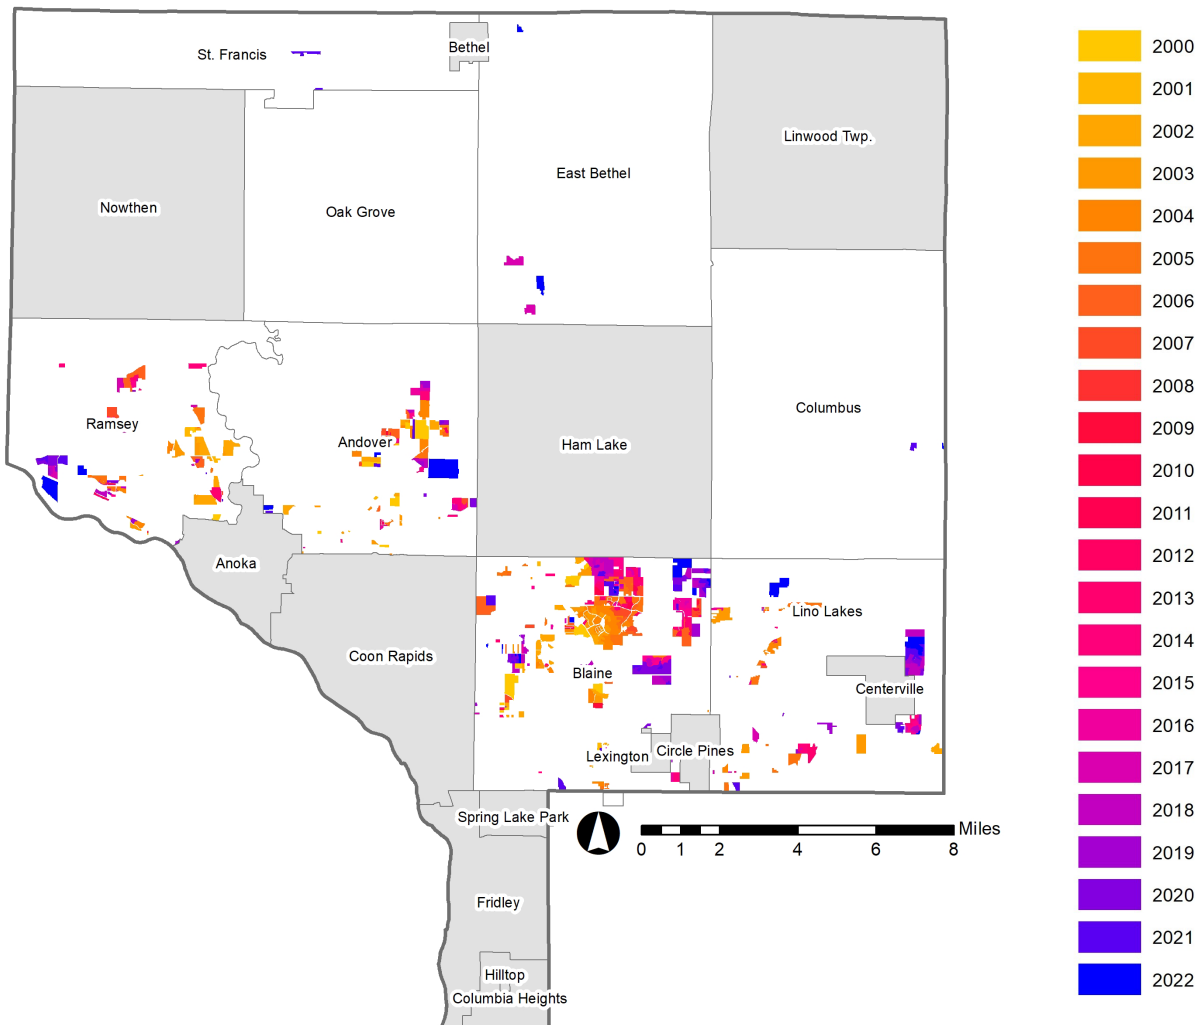 St. Francis
Bethel
Linwood Twp.
East Bethel
Nowthen
Oak Grove
Columbus
Ramsey
Andover
Ham Lake
Anoka
Lino Lakes
Coon Rapids
Blaine
Centerville
Lexington
Circle Pines
Spring Lake Park
Miles
0 1 2 4 6 8
Fridley
Hilltop
Columbia Heights
2000
2001
2002
2003
2004
2005
2006
2007
2008
2009
2010
2011
2012
2013
2014
2015
2016
2017
2018
2019
2020
2021
2022